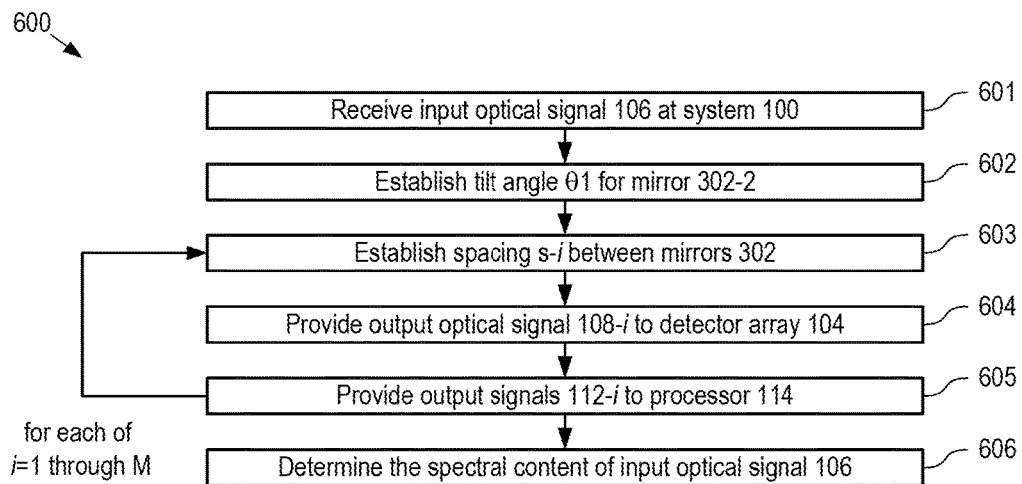 600
Receive input optical signal 106 at system 100
601
Establish tilt angle θ1 for mirror 302-2
602
Establish spacing s-i between mirrors 302
603
Provide output optical signal 108-i to detector array 104
604
Provide output signals 112-i to processor 114
605
for each of
i=1 through M
Determine the spectral content of input optical signal 106
606